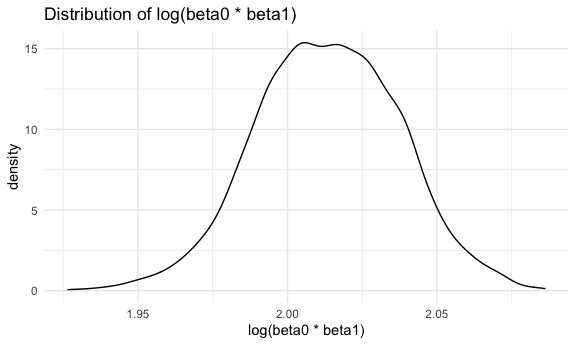 Distribution of log(beta0 * beta1)
15
10
5
0
density
1.95
2.00
2.05
log(beta0 * beta1)